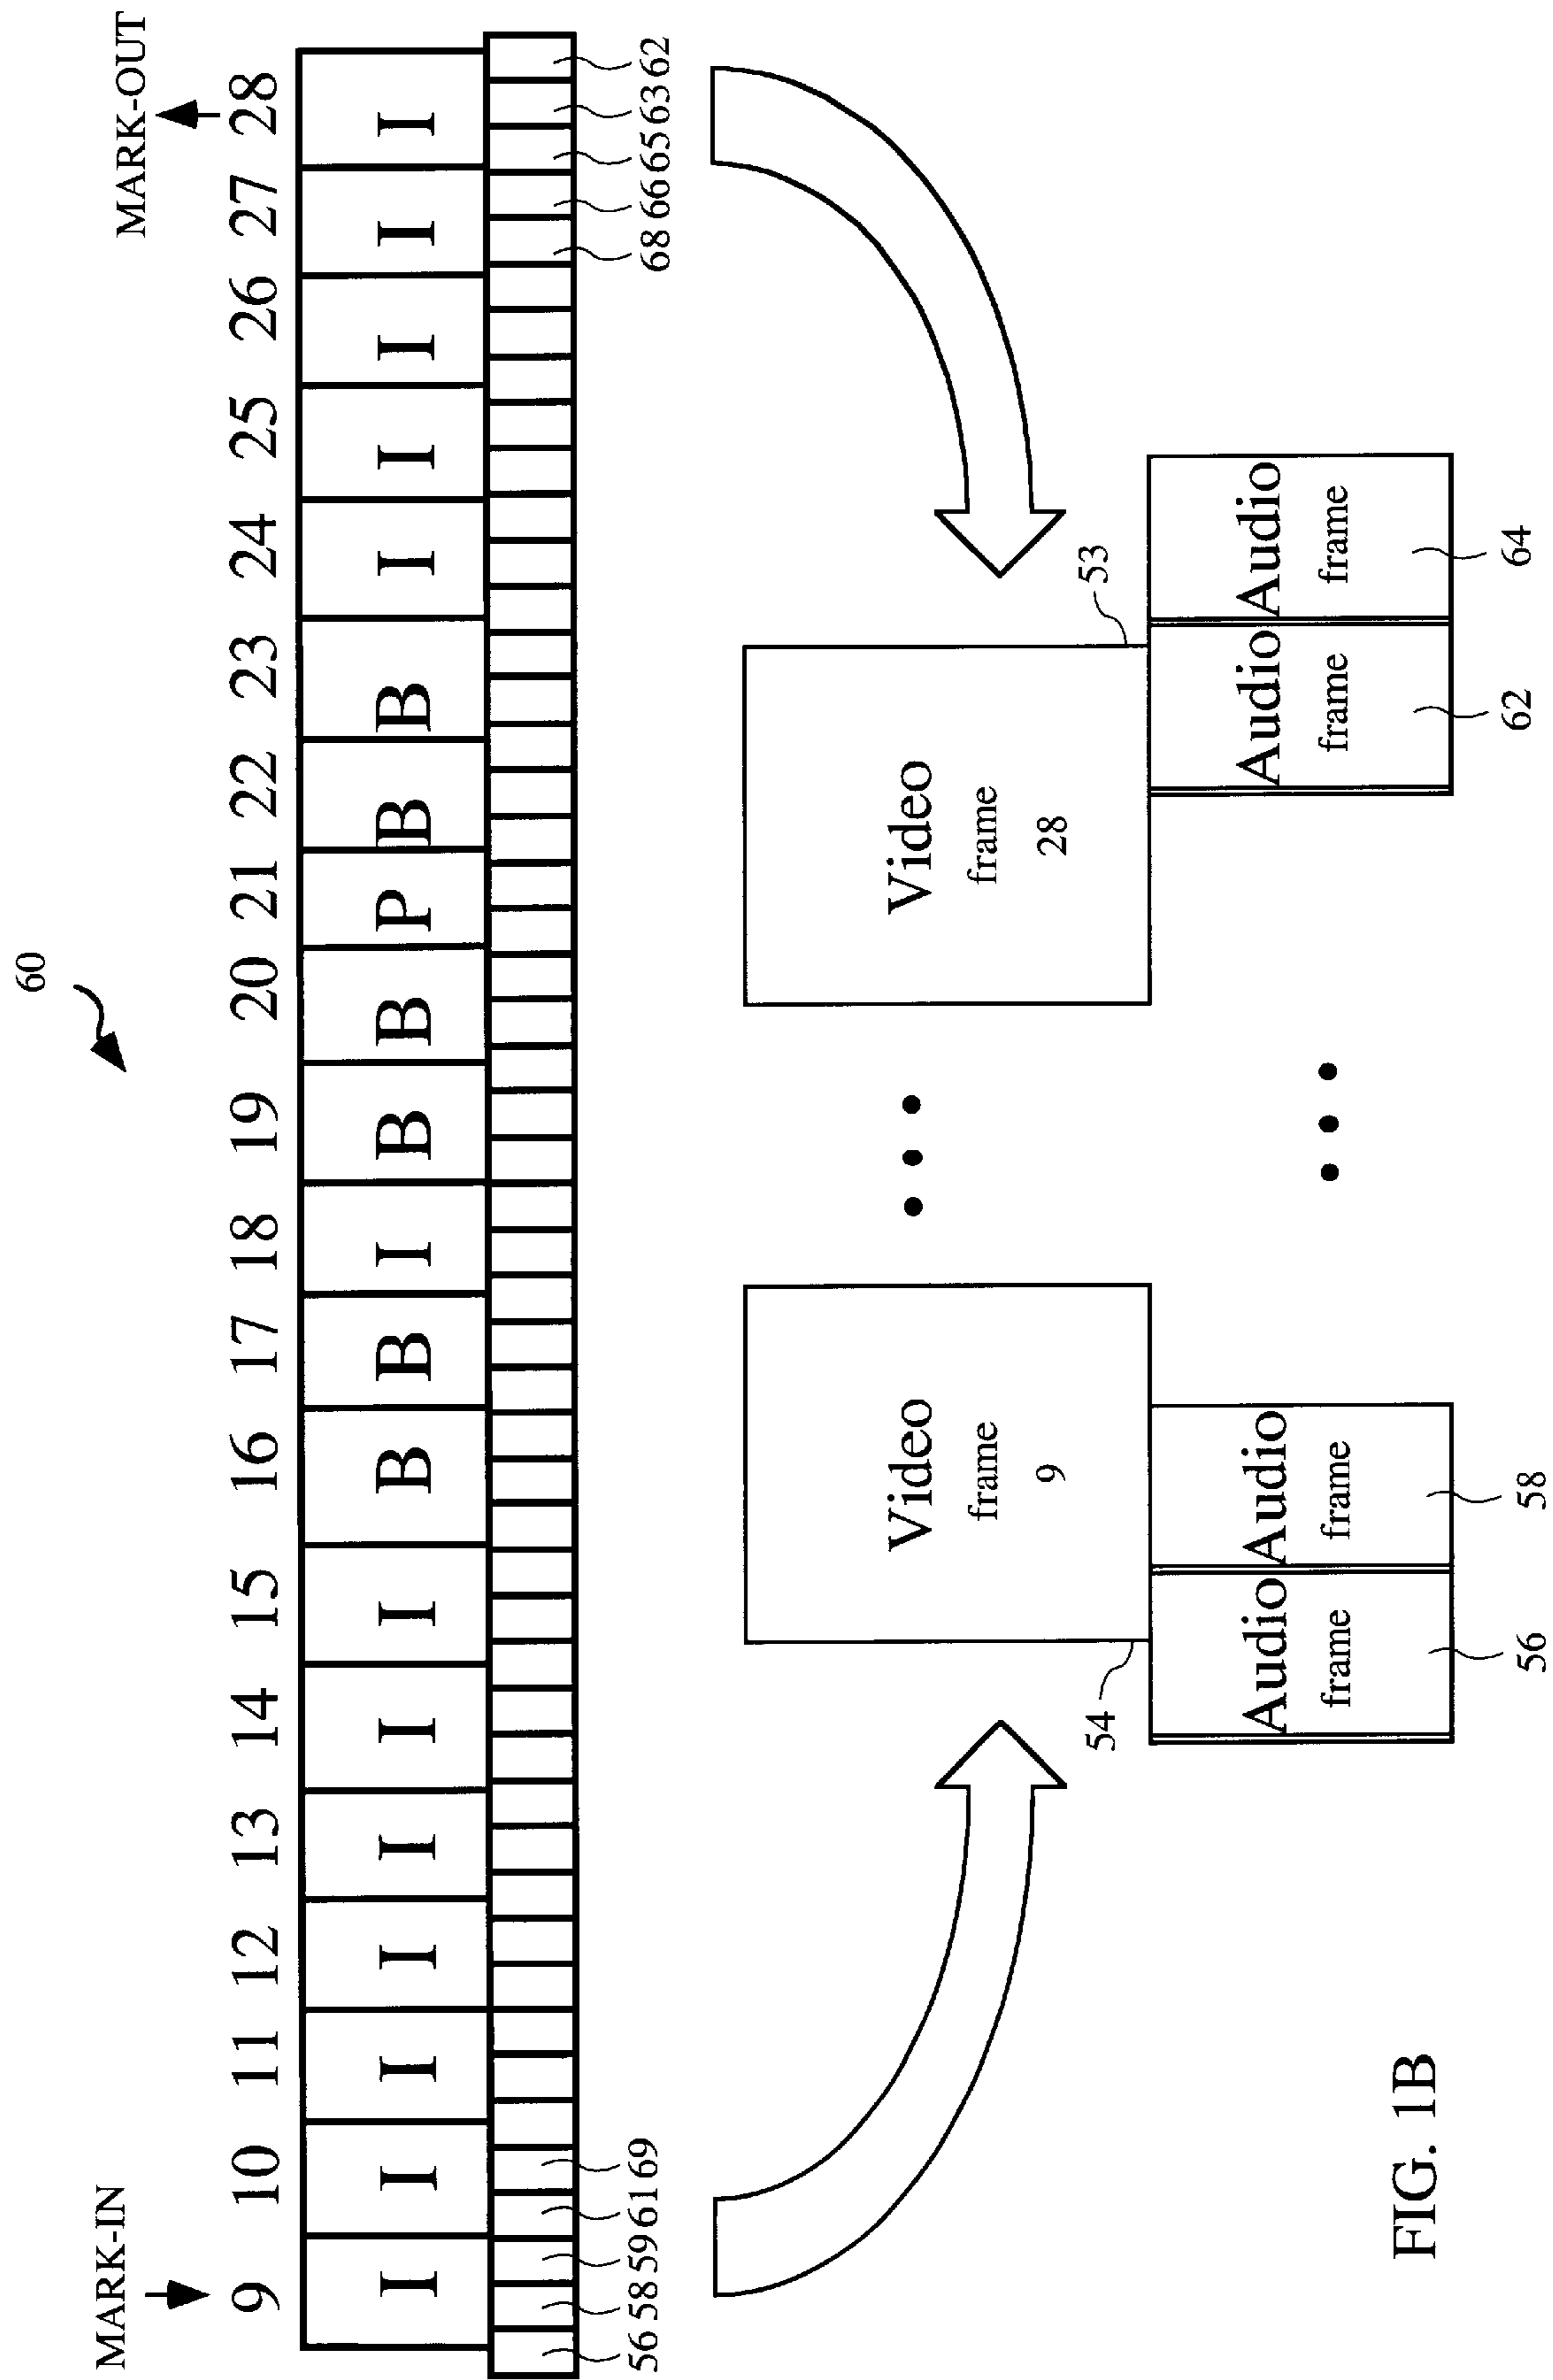 60
MARK-IN MARK-OUT
9 10 11 12 13 14 15 16 17 18 19 20 21 22 23 24 25 26 27 28
I I I I I I I B B I B B P B B I I I I I
56 58 59 61 69 68 66 65 63 62
Video Video
frame frame
9 28
54 53
Audio Audio Audio Audio
frame frame frame frame
56 58 62 64
FIG. 1B